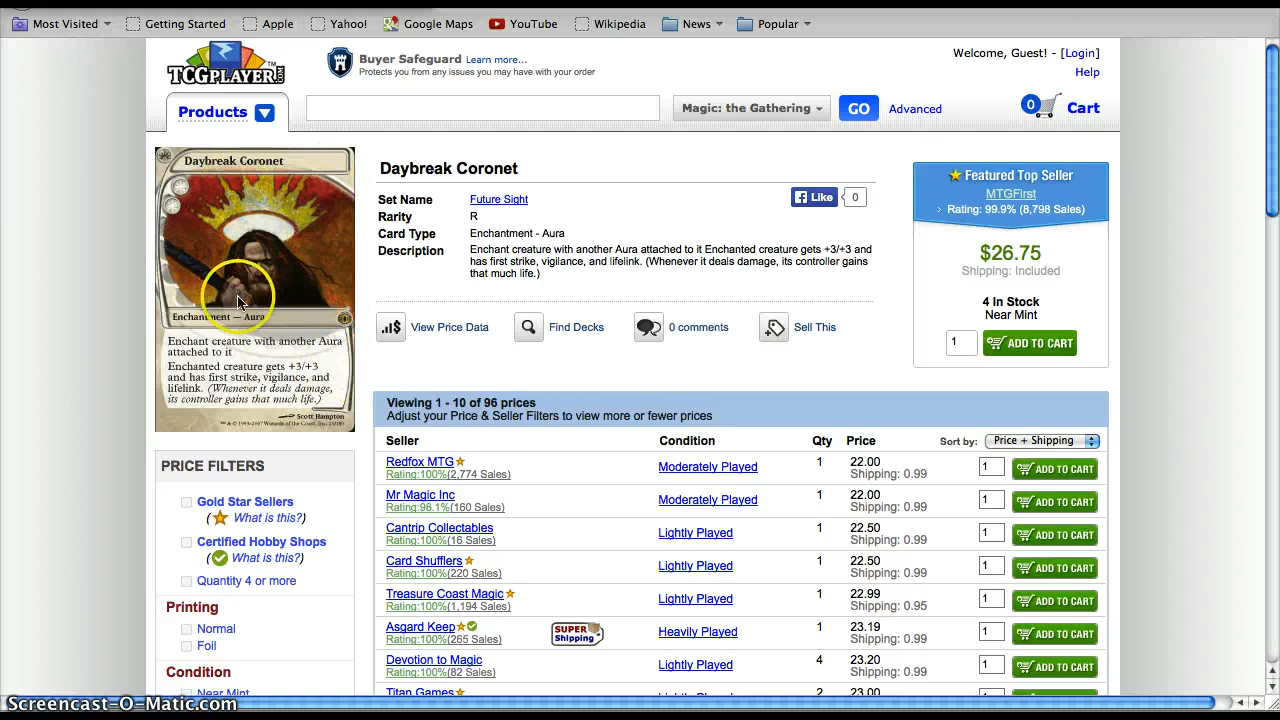 Most Visited
Getting Started
Apple
Yahoo!
Google Maps
YouTube
Wikipedia
News
Popular
TCGPLAYER.COM
Buyer Safeguard Learn more...
Protects you from any issues you may have with your order
Welcome, Guest! - [Login]
Help
Products
Magic: the Gathering
GO
Advanced
0
Cart
Daybreak Coronet
Enchantment — Aura
Enchant creature with another Aura
attached to it
Enchanted creature gets +3/+3
and has first strike, vigilance, and
lifelink. (Whenever it deals damage,
its controller gains that much life.)
Scott Hampton
Daybreak Coronet
Set Name Future Sight
Rarity R
Card Type Enchantment - Aura
Description Enchant creature with another Aura attached to it Enchanted creature gets +3/+3 and
has first strike, vigilance, and lifelink. (Whenever it deals damage, its controller gains
that much life.)
Like 0
View Price Data
Find Decks
0 comments
Sell This
Featured Top Seller
MTGFirst
Rating: 99.9% (8,798 Sales)
$26.75
Shipping: Included
4 In Stock
Near Mint
1 ADD TO CART
Viewing 1 - 10 of 96 prices
Adjust your Price & Seller Filters to view more or fewer prices
Seller Condition Qty Price Sort by: Price + Shipping
Redfox MTG Moderately Played 1 22.00 1 ADD TO CART
Rating:100%(2,774 Sales) Shipping: 0.99
Mr Magic Inc Moderately Played 1 22.00 1 ADD TO CART
Rating:98.1%(160 Sales) Shipping: 0.99
Cantrip Collectables Lightly Played 1 22.50 1 ADD TO CART
Rating:100%(16 Sales) Shipping: 0.99
Card Shufflers Lightly Played 1 22.50 1 ADD TO CART
Rating:100%(220 Sales) Shipping: 0.99
Treasure Coast Magic Lightly Played 1 22.99 1 ADD TO CART
Rating:100%(1,194 Sales) Shipping: 0.95
Asgard Keep SUPER Shipping Heavily Played 1 23.19 1 ADD TO CART
Rating:100%(265 Sales) Shipping: 0.99
Devotion to Magic Lightly Played 4 23.20 1 ADD TO CART
Rating:100%(82 Sales) Shipping: 0.99
Titan Games Lightly Played 2 23.00
PRICE FILTERS
Gold Star Sellers
( What is this?)
Certified Hobby Shops
( What is this?)
Quantity 4 or more
Printing
Normal
Foil
Condition
Near Mint
Screencast-O-Matic.com